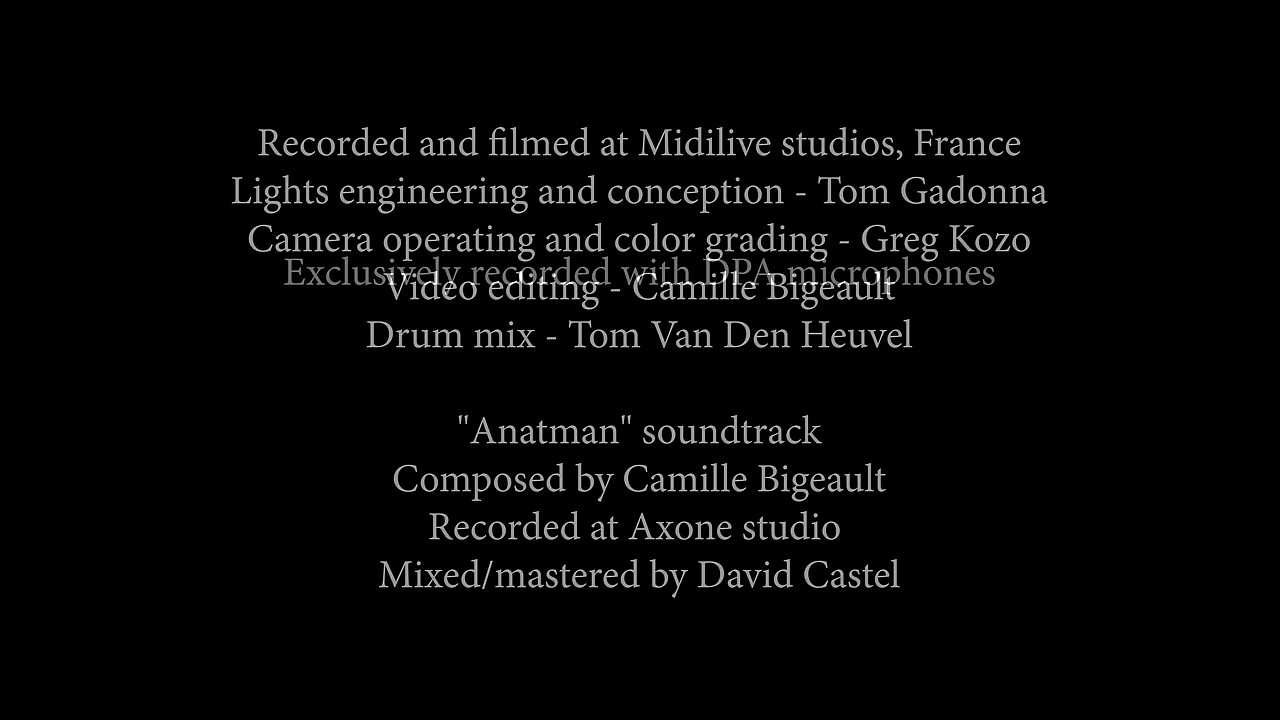 Recorded and filmed at Midilive studios, France
Lights engineering and conception - Tom Gadonna
Camera operating and color grading - Greg Kozo
Exclusively recorded with DPA microphones
Video editing - Camille Bigeault
Drum mix - Tom Van Den Heuvel
"Anatman" soundtrack
Composed by Camille Bigeault
Recorded at Axone studio
Mixed/mastered by David Castel